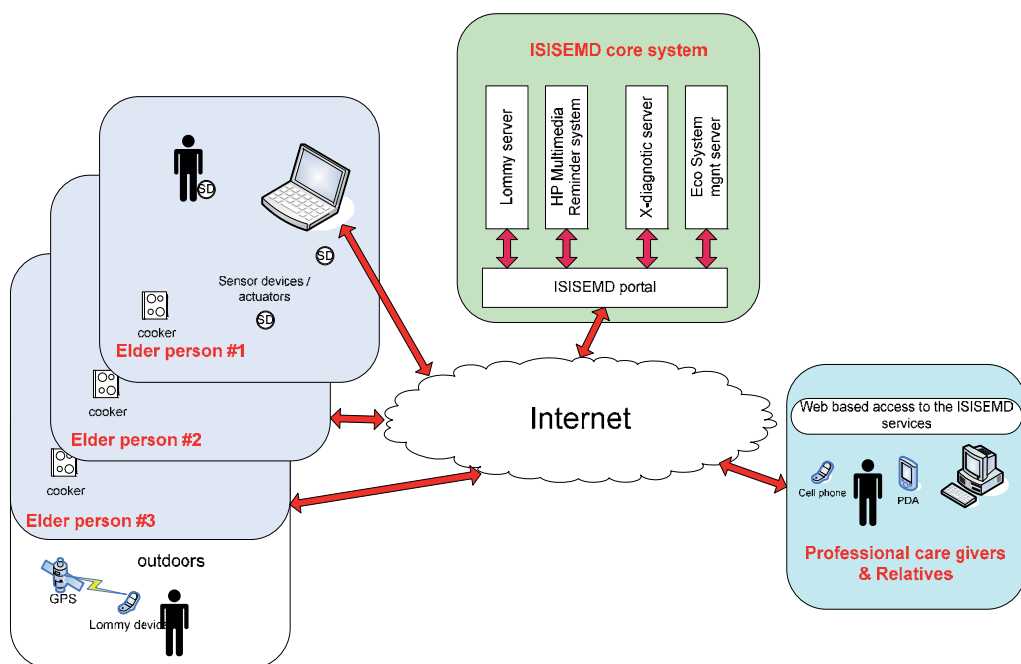 ISISEMD core system
Lommy server
HP Multimedia
Reminder system
X-diagnostic server
Eco System
mgnt server
ISISEMD portal
SD
SD
Sensor devices /
actuators
SD
cooker
Elder person #1
cooker
Elder person #2
cooker
Elder person #3
outdoors
GPS
Lommy device
Internet
Web based access to the ISISEMD
services
Cell phone
PDA
Professional care givers
& Relatives